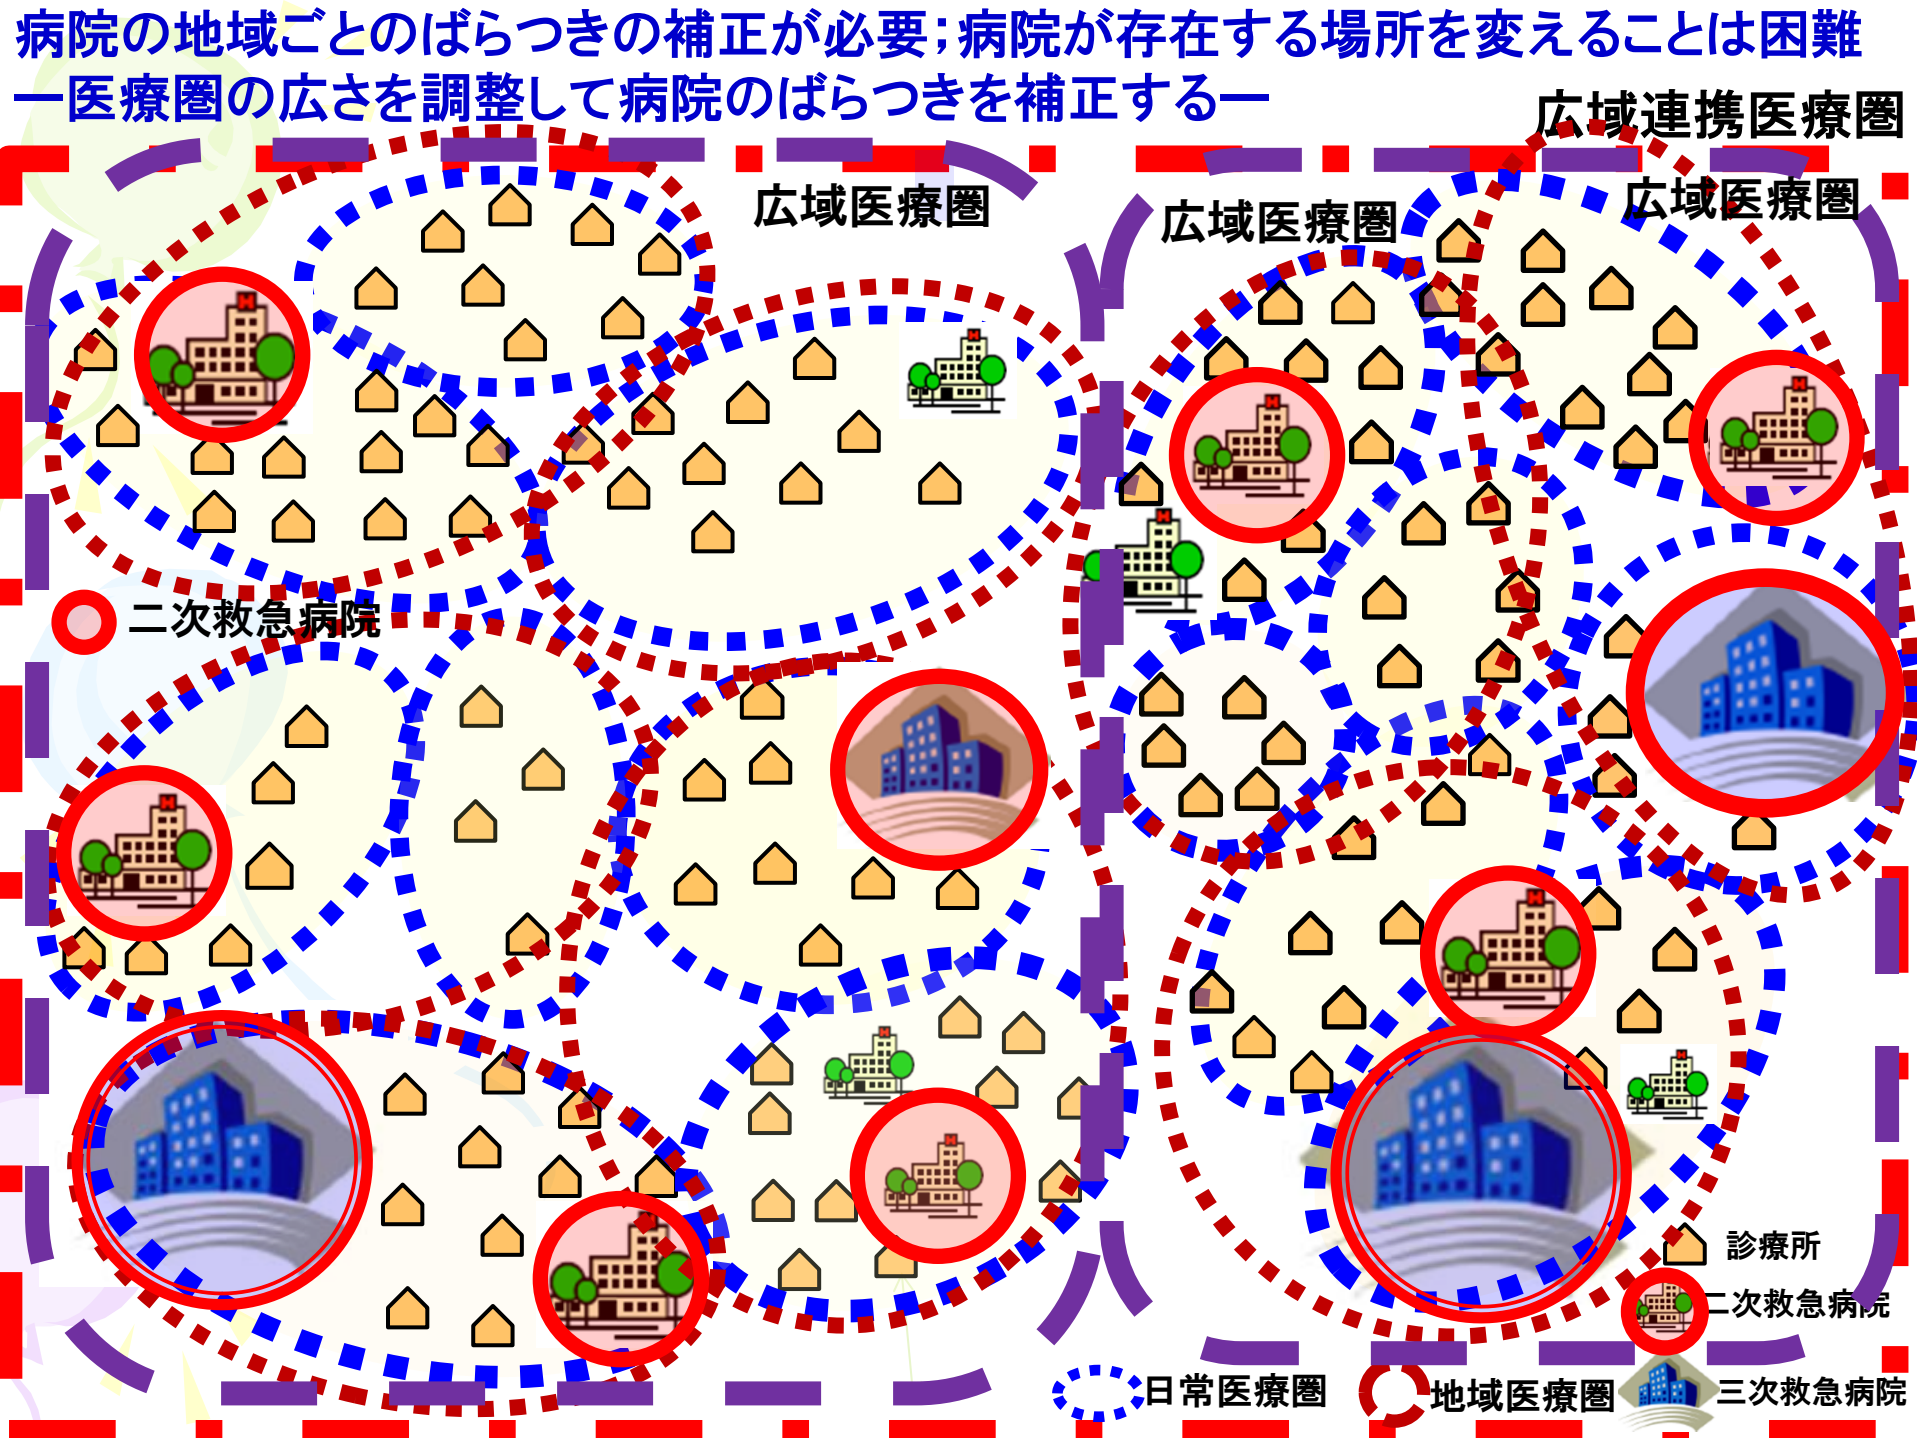 病院の地域ごとのばらつきの補正が必要；病院が存在する場所を変えることは困難
ー医療圏の広さを調整して病院のばらつきを補正するー
広域連携医療圏
広域医療圏
広域医療圏
広域医療圏
二次救急病院
診療所
二次救急病院
日常医療圏
地域医療圏
三次救急病院